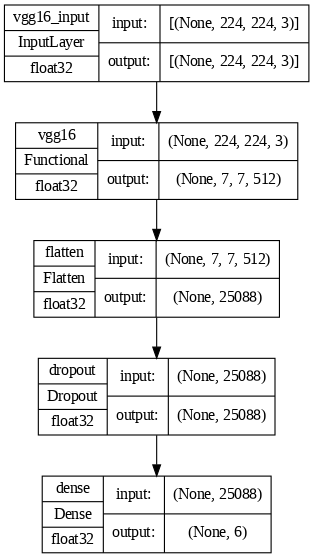 vgg16_input
InputLayer
float32
input:
[(None, 224, 224, 3)]
output:
[(None, 224, 224, 3)]
vgg16
Functional
float32
input:
(None, 224, 224, 3)
output:
(None, 7, 7, 512)
flatten
Flatten
float32
input:
(None, 7, 7, 512)
output:
(None, 25088)
dropout
Dropout
float32
input:
(None, 25088)
output:
(None, 25088)
dense
Dense
float32
input:
(None, 25088)
output:
(None, 6)